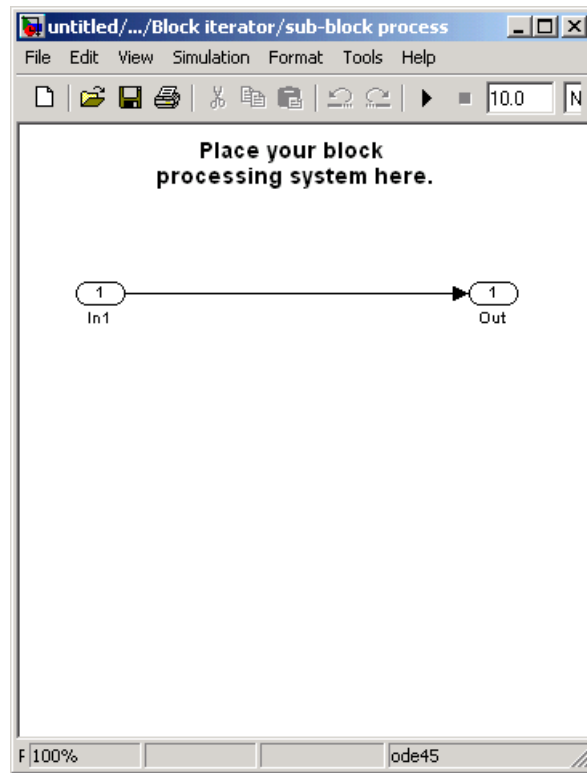 untitled/.../Block iterator/sub-block process
File Edit View Simulation Format Tools Help
10.0 N
Place your block
processing system here.
1 1
In1 Out
F 100% ode45